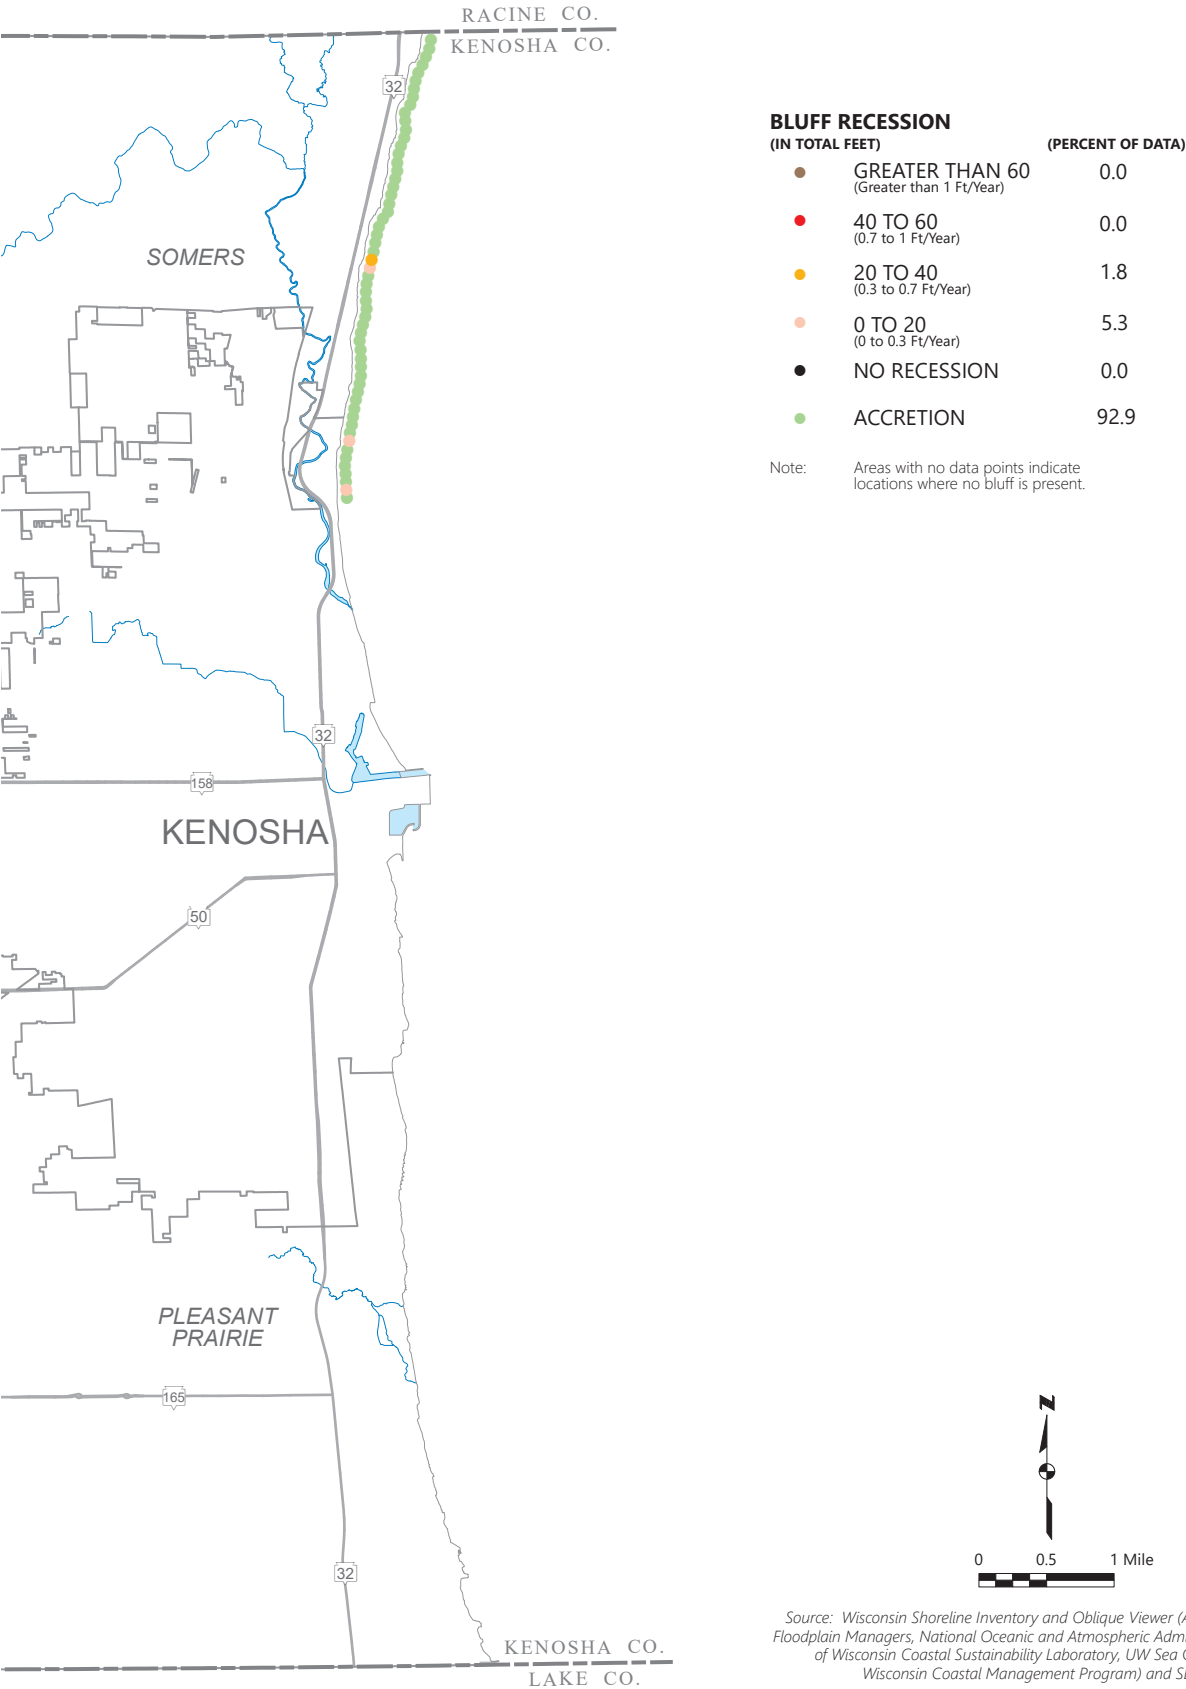 RACINE CO.
KENOSHA CO.
32
SOMERS
32
158
KENOSHA
50
PLEASANT
PRAIRIE
165
32
KENOSHA CO.
LAKE CO.
BLUFF RECESSION
(IN TOTAL FEET) (PERCENT OF DATA)
GREATER THAN 60 0.0
(Greater than 1 Ft/Year)
40 TO 60 0.0
(0.7 to 1 Ft/Year)
20 TO 40 1.8
(0.3 to 0.7 Ft/Year)
0 TO 20 5.3
(0 to 0.3 Ft/Year)
NO RECESSION 0.0
ACCRETION 92.9
Note: Areas with no data points indicate
locations where no bluff is present.
N
0 0.5 1 Mile
Source: Wisconsin Shoreline Inventory and Oblique Viewer (
Floodplain Managers, National Oceanic and Atmospheric
of Wisconsin Coastal Sustainability Laboratory, UW Sea
Wisconsin Coastal Management Program) and